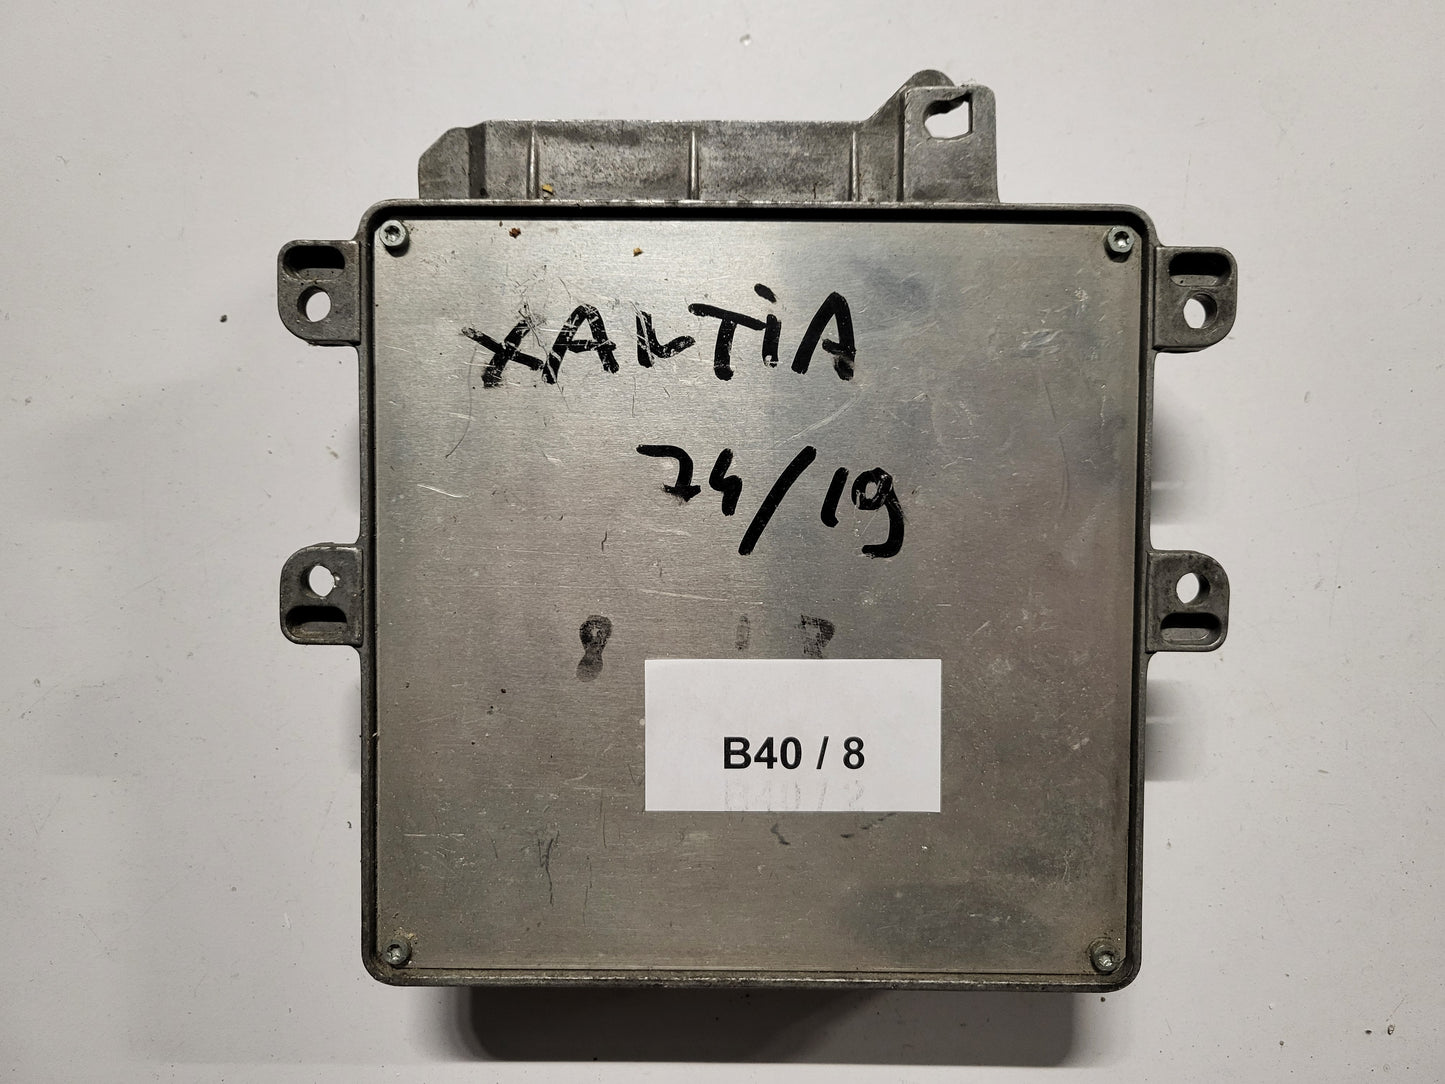 XALTiA
74/19
B40 / 8